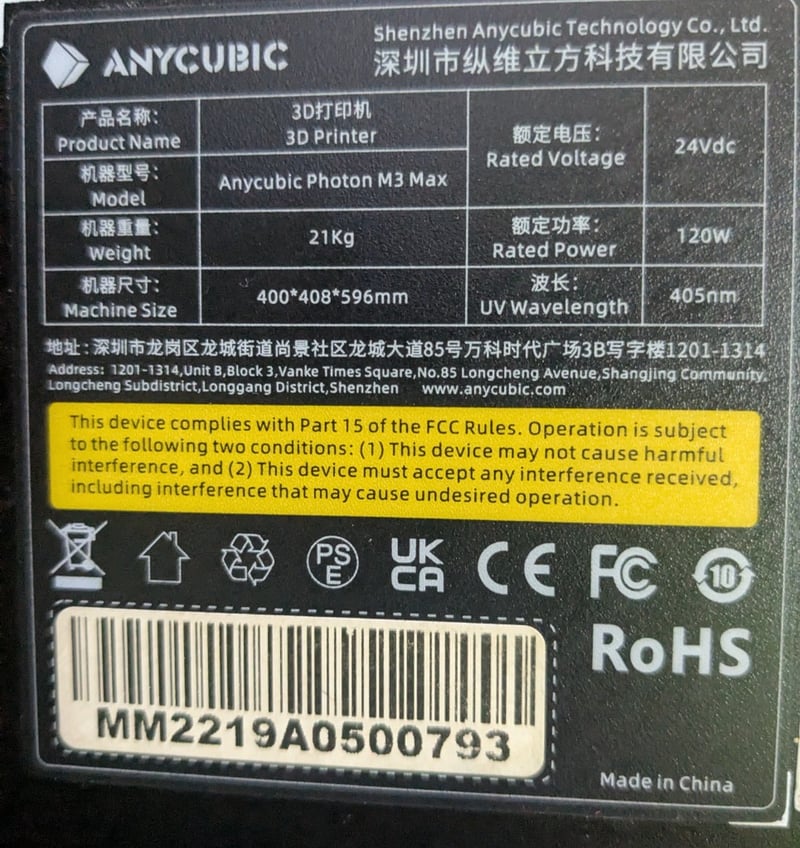 ANYCUBIC
Shenzhen Anycubic Technology Co., Ltd.
深圳市纵维立方科技有限公司
产品名称：
Product Name
3D打印机
3D Printer
额定电压：
Rated Voltage
24Vdc
机器型号：
Model
Anycubic Photon M3 Max
机器重量：
Weight
21Kg
额定功率：
Rated Power
120W
机器尺寸：
Machine Size
400*408*596mm
波长：
UV Wavelength
405nm
地址：深圳市龙岗区龙城街道尚景社区龙城大道85号万科时代广场3B写字楼1201-1314
Address: 1201-1314,Unit B,Block 3,Vanke Times Square,No.85 Longcheng Avenue,Shangjing Community,
Longcheng Subdistrict,Longgang District,Shenzhen www.anycubic.com
This device complies with Part 15 of the FCC Rules. Operation is subject
to the following two conditions: (1) This device may not cause harmful
interference, and (2) This device must accept any interference received,
including interference that may cause undesired operation.
PS
E
UK
CA
CE
FC
10
RoHS
MM2219A0500793
Made in China